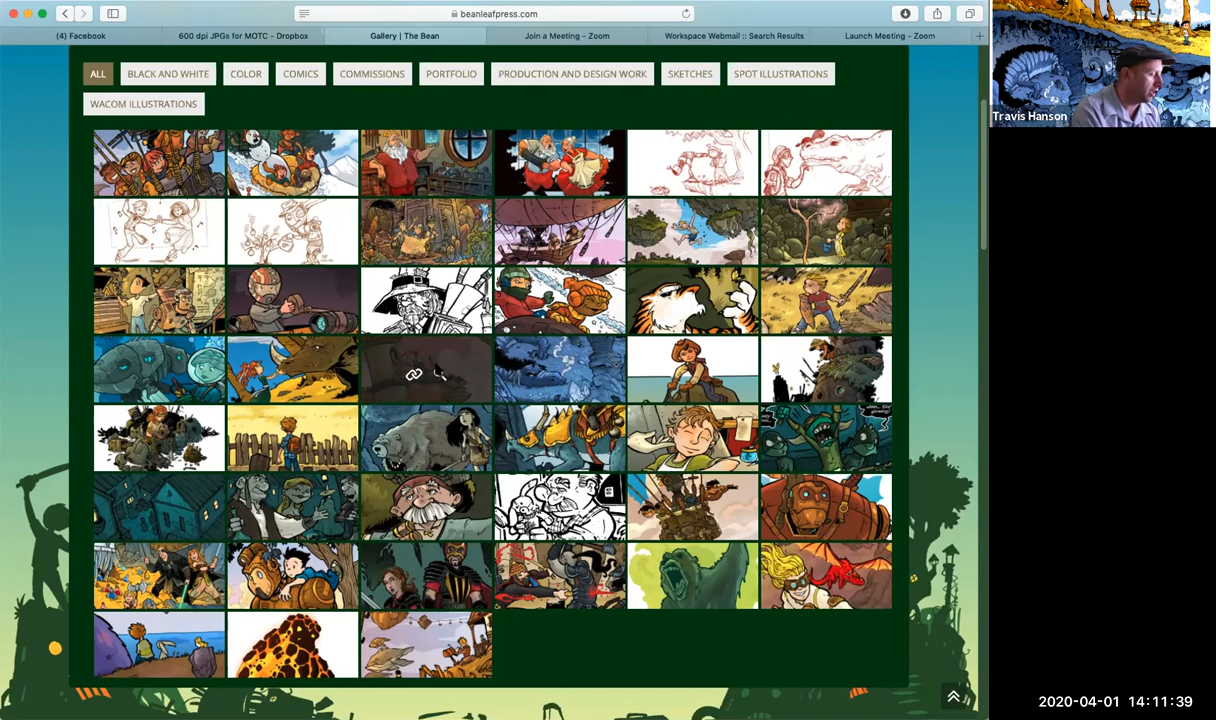 beanleafpress.com
(4) Facebook
600 dpi JPGs for MOTC - Dropbox
Gallery | The Bean
Join a Meeting - Zoom
Workspace Webmail :: Search Results
Launch Meeting - Zoom
ALL
BLACK AND WHITE
COLOR
COMICS
COMMISSIONS
PORTFOLIO
PRODUCTION AND DESIGN WORK
SKETCHES
SPOT ILLUSTRATIONS
WACOM ILLUSTRATIONS
Travis Hanson
2020-04-01 14:11:39